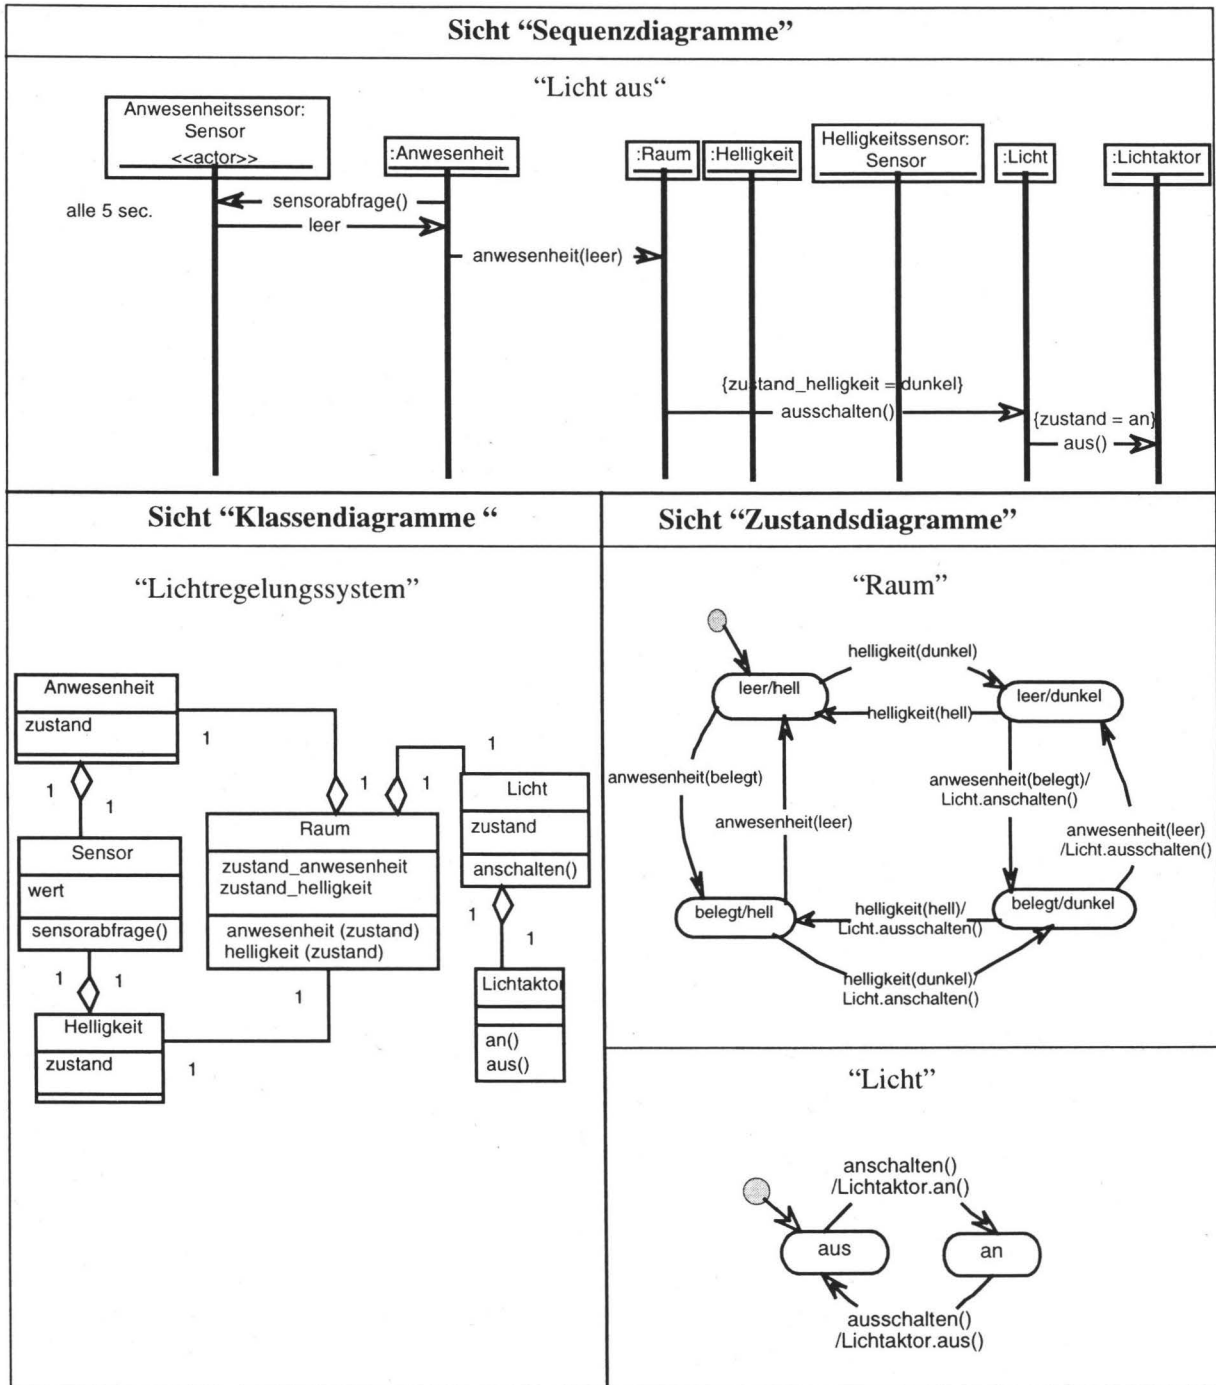 Sicht “Sequenzdiagramme”
“Licht aus“
Anwesenheitssensor:
Sensor
<<actor>>
:Anwesenheit
:Raum
:Helligkeit
Helligkeitssensor:
Sensor
:Licht
:Lichtaktor
alle 5 sec.
sensorabfrage()
leer
anwesenheit(leer)
{zustand_helligkeit = dunkel}
ausschalten()
{zustand = an}
aus()
Sicht “Klassendiagramme “
“Lichtregelungssystem”
Anwesenheit
zustand
1
1
1
1
1
1
Sensor
wert
sensorabfrage()
1
1
Helligkeit
zustand
1
1
Raum
zustand_anwesenheit
zustand_helligkeit
anwesenheit (zustand)
helligkeit (zustand)
Licht
zustand
anschalten()
1
1
Lichtaktor
an()
aus()
Sicht “Zustandsdiagramme”
“Raum”
leer/hell
helligkeit(dunkel)
leer/dunkel
helligkeit(hell)
anwesenheit(belegt)
anwesenheit(leer)
anwesenheit(belegt)/
Licht.anschalten()
anwesenheit(leer)
/Licht.ausschalten()
belegt/hell
helligkeit(hell)/
Licht.ausschalten()
belegt/dunkel
helligkeit(dunkel)/
Licht.anschalten()
“Licht”
anschalten()
/Lichtaktor.an()
aus
an
ausschalten()
/Lichtaktor.aus()